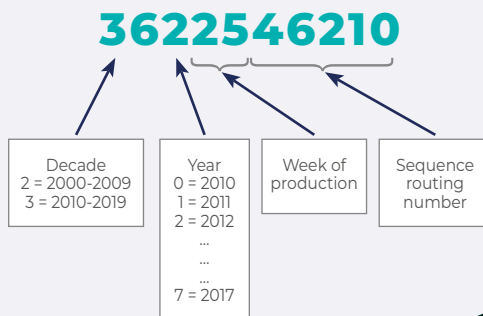 3622546210
Decade
2 = 2000-2009
3 = 2010-2019
Year
0 = 2010
1 = 2011
2 = 2012
...
...
...
7 = 2017
Week of
production
Sequence
routing
number